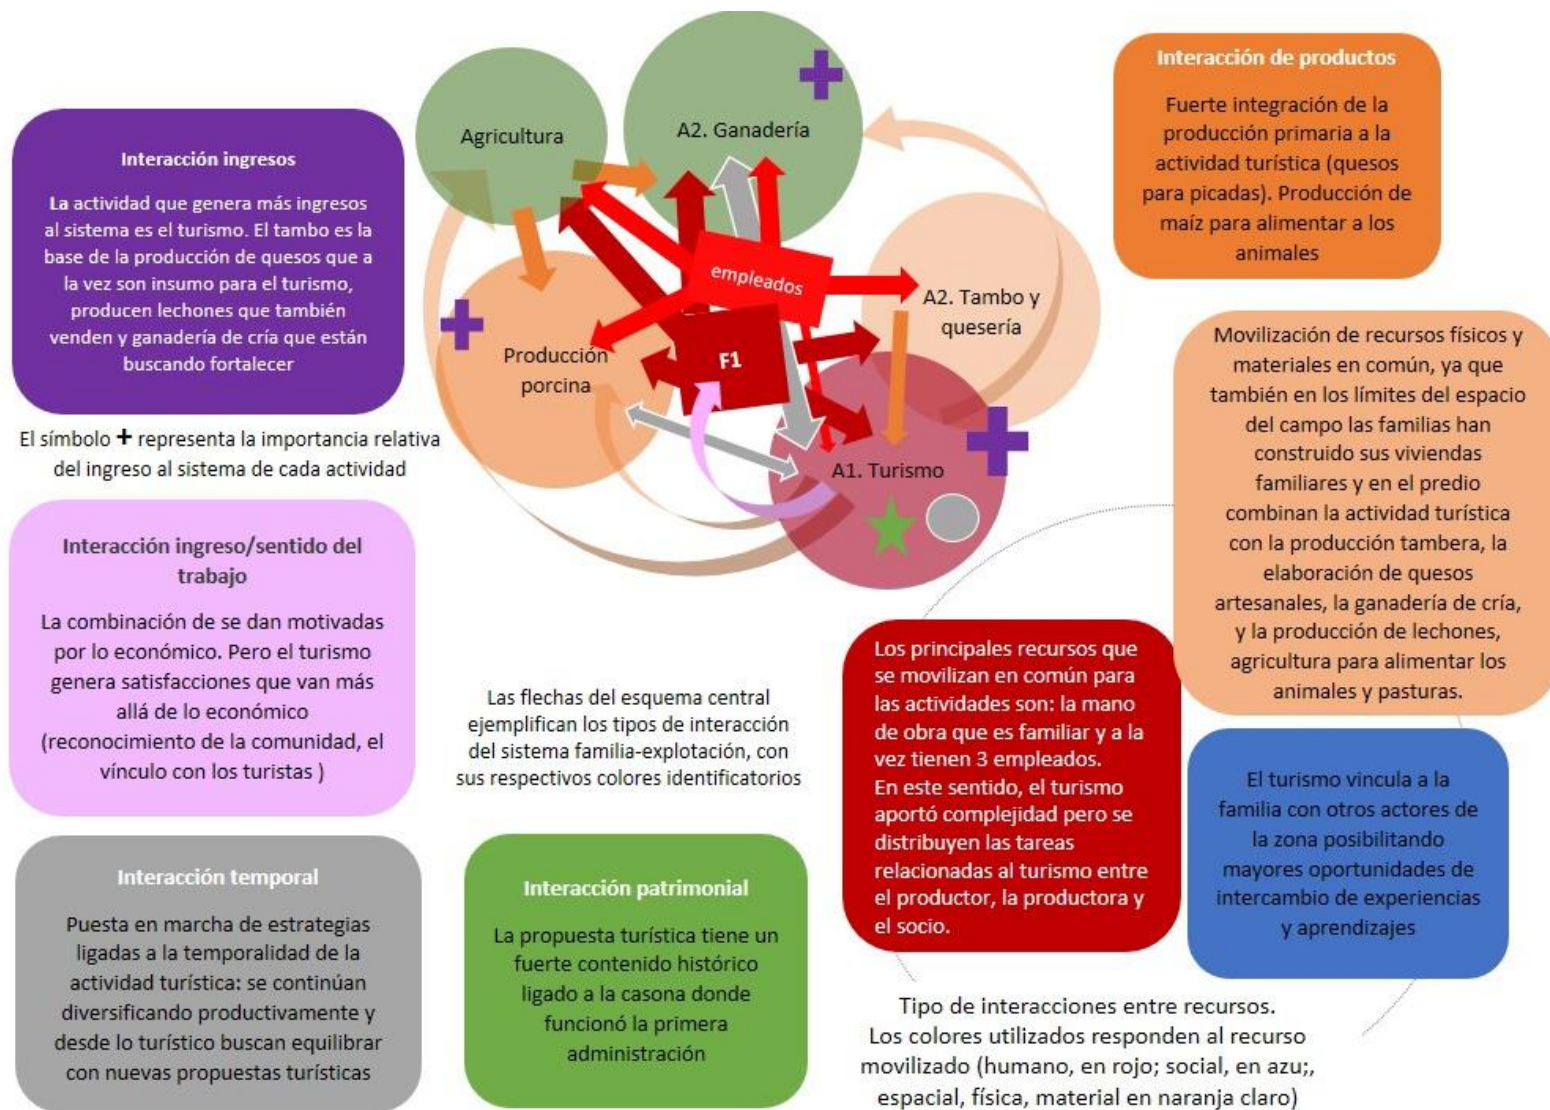 Interacción ingresos
La actividad que genera más ingresos
al sistema es el turismo. El tambo es la
base de la producción de quesos que a
la vez son insumo para el turismo,
producen lechones que también
venden y ganadería de cría que están
buscando fortalecer
El símbolo + representa la importancia relativa
del ingreso al sistema de cada actividad
Interacción ingreso/sentido del
trabajo
La combinación de se dan motivadas
por lo económico. Pero el turismo
genera satisfacciones que van más
allá de lo económico
(reconocimiento de la comunidad, el
vínculo con los turistas )
Interacción temporal
Puesta en marcha de estrategias
ligadas a la temporalidad de la
actividad turística: se continúan
diversificando productivamente y
desde lo turístico buscan equilibrar
con nuevas propuestas turísticas
Agricultura
A2. Ganadería
empleados
A2. Tambo y
quesería
Producción
porcina
F1
A1. Turismo
Las flechas del esquema central
ejemplifican los tipos de interacción
del sistema familia-explotación, con
sus respectivos colores identificatorios
Interacción patrimonial
La propuesta turística tiene un
fuerte contenido histórico
ligado a la casona donde
funcionó la primera
administración
Interacción de productos
Fuerte integración de la
producción primaria a la
actividad turística (quesos
para picadas). Producción de
maíz para alimentar a los
animales
Movilización de recursos físicos y
materiales en común, ya que
también en los límites del espacio
del campo las familias han
construido sus viviendas
familiares y en el predio
combinan la actividad turística
con la producción tambera, la
elaboración de quesos
artesanales, la ganadería de cría,
y la producción de lechones,
agricultura para alimentar los
animales y pasturas.
Los principales recursos que
se movilizan en común para
las actividades son: la mano
de obra que es familiar y a la
vez tienen 3 empleados.
En este sentido, el turismo
aportó complejidad pero se
distribuyen las tareas
relacionadas al turismo entre
el productor, la productora y
el socio.
El turismo vincula a la
familia con otros actores de
la zona posibilitando
mayores oportunidades de
intercambio de experiencias
y aprendizajes
Tipo de interacciones entre recursos.
Los colores utilizados responden al recurso
movilizado (humano, en rojo; social, en azu;,
espacial, física, material en naranja claro)